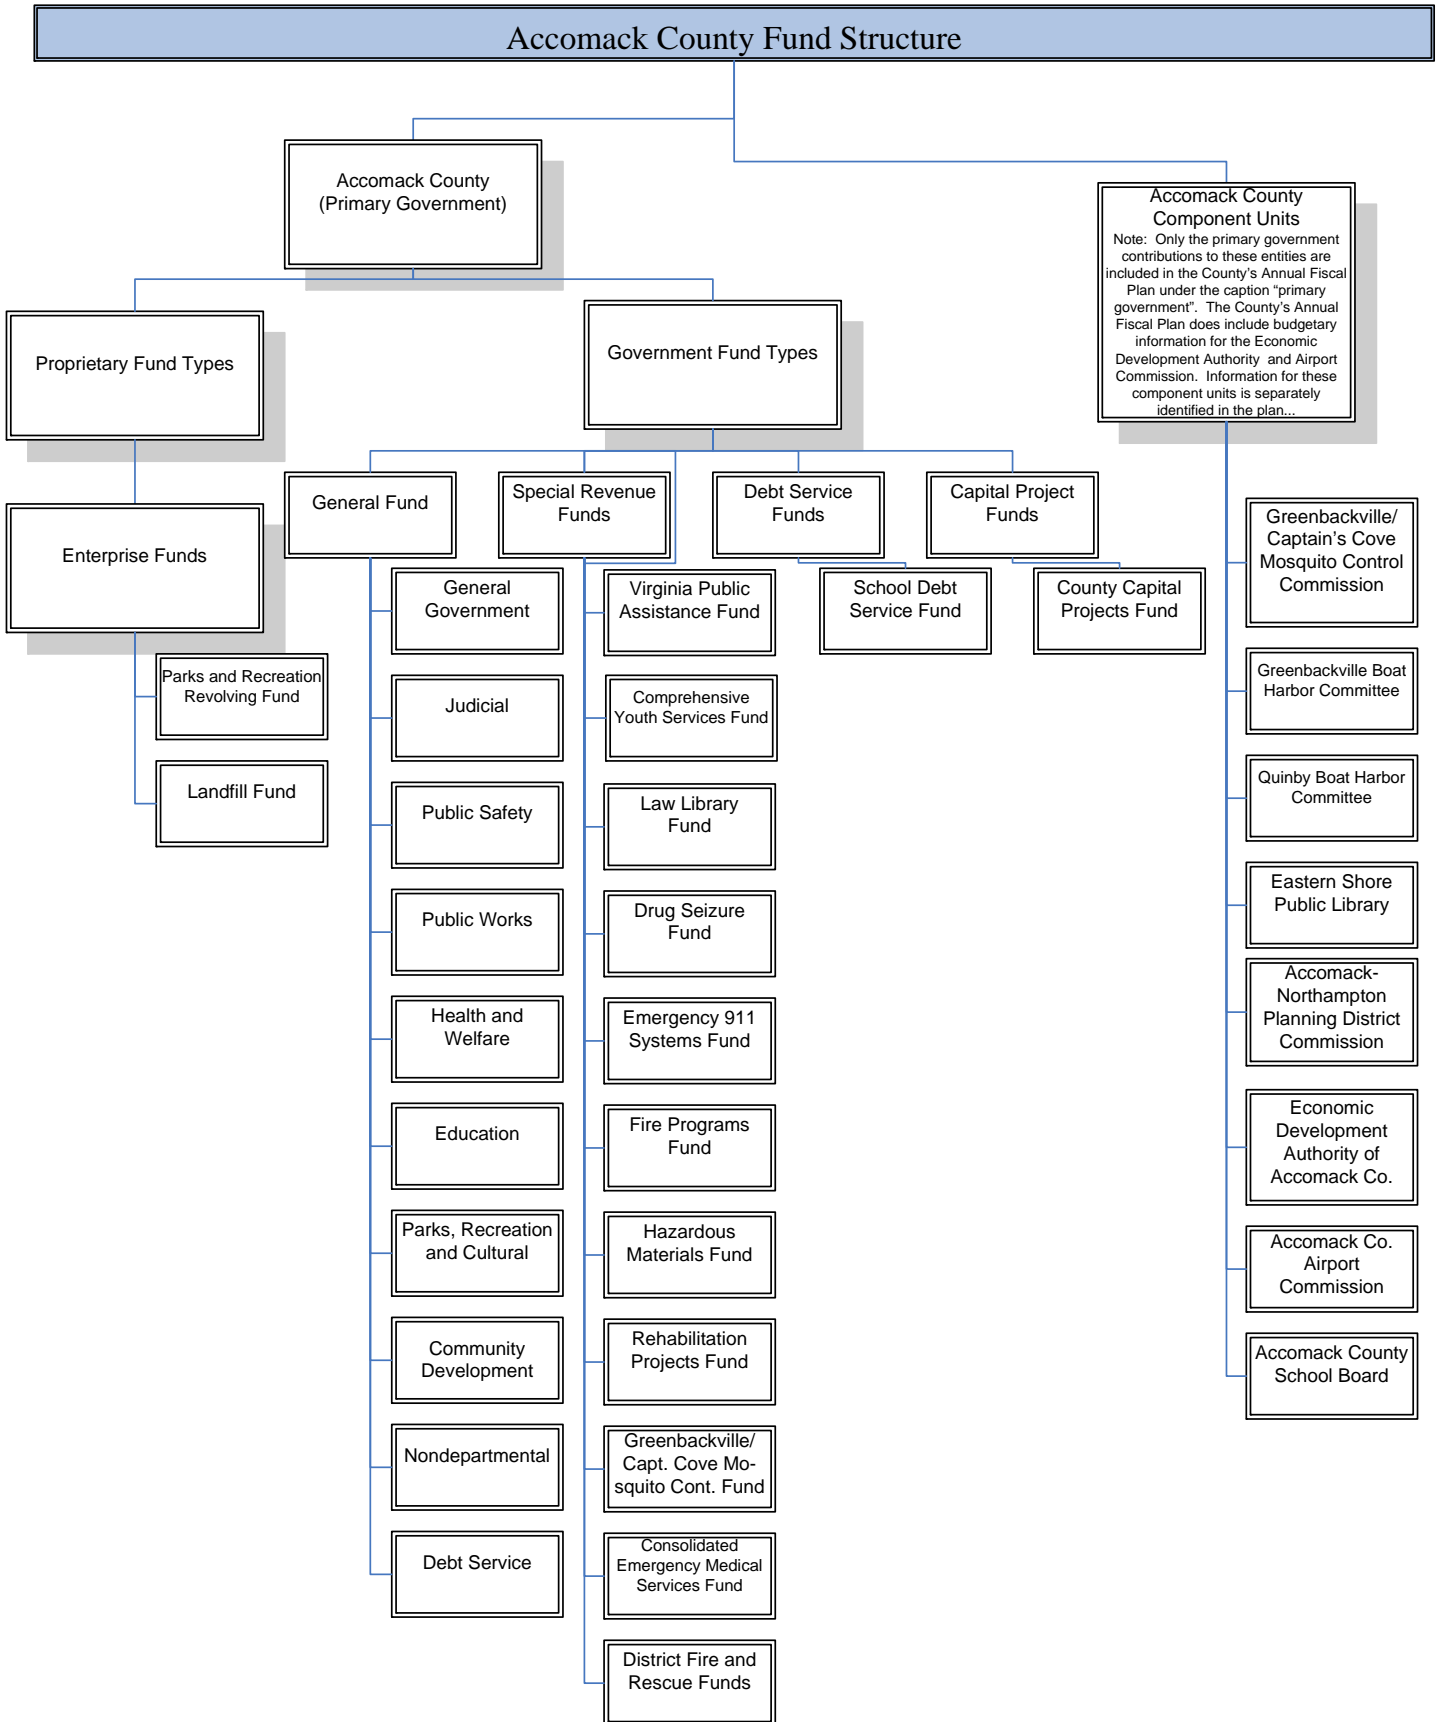 Accomack County Fund Structure
Accomack County
(Primary Government)
Accomack County
Component Units
Note: Only the primary government
contributions to these entities are
included in the County's Annual Fiscal
Plan under the caption "primary
government". The County's Annual
Fiscal Plan does include budgetary
information for the Economic
Development Authority and Airport
Commission. Information for these
component units is separately
identified in the plan...
Proprietary Fund Types
Government Fund Types
Enterprise Funds
Parks and Recreation
Revolving Fund
Landfill Fund
General Fund
Special Revenue
Funds
Debt Service
Funds
Capital Project
Funds
General
Government
Judicial
Public Safety
Public Works
Health and
Welfare
Education
Parks, Recreation
and Cultural
Community
Development
Nondepartmental
Debt Service
Virginia Public
Assistance Fund
Comprehensive
Youth Services Fund
Law Library
Fund
Drug Seizure
Fund
Emergency 911
Systems Fund
Fire Programs
Fund
Hazardous
Materials Fund
Rehabilitation
Projects Fund
Greenbackville/
Capt. Cove Mo-
squito Cont. Fund
Consolidated
Emergency Medical
Services Fund
District Fire and
Rescue Funds
School Debt
Service Fund
County Capital
Projects Fund
Greenbackville/
Captain's Cove
Mosquito Control
Commission
Greenbackville Boat
Harbor Committee
Quinby Boat Harbor
Committee
Eastern Shore
Public Library
Accomack-
Northampton
Planning District
Commission
Economic
Development
Authority of
Accomack Co.
Accomack Co.
Airport
Commission
Accomack County
School Board